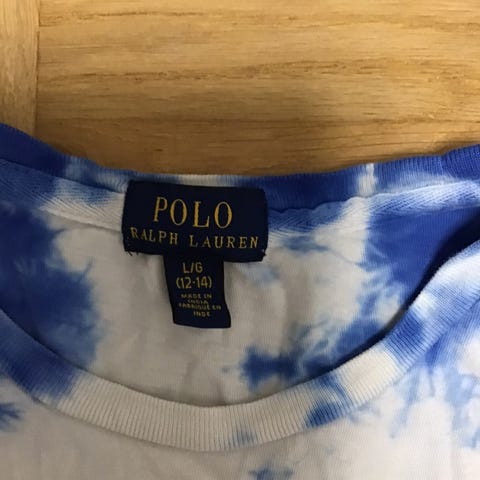 POLO
RALPH LAUREN
L/G
(12-14)
MADE IN
INDIA
FABRIQUÉ EN
INDE